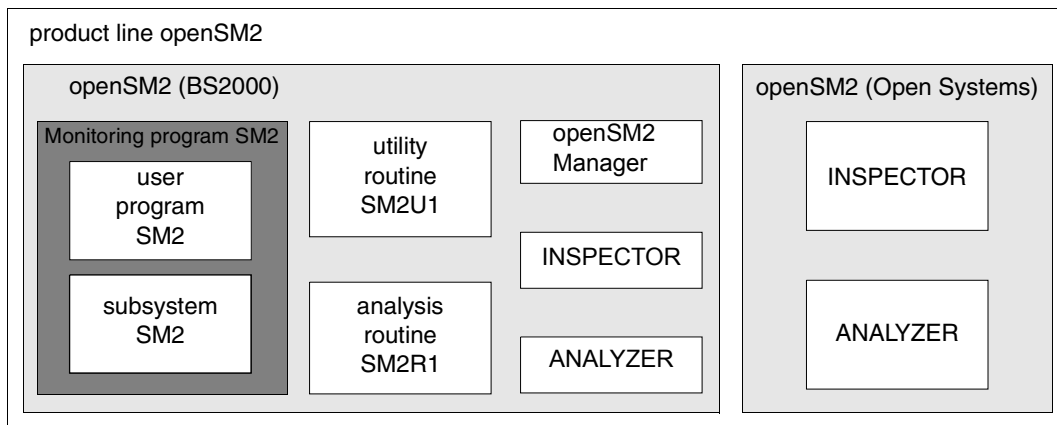 product line openSM2
openSM2 (BS2000)
Monitoring program SM2
user
program
SM2
subsystem
SM2
utility
routine
SM2U1
analysis
routine
SM2R1
openSM2
Manager
INSPECTOR
ANALYZER
openSM2 (Open Systems)
INSPECTOR
ANALYZER